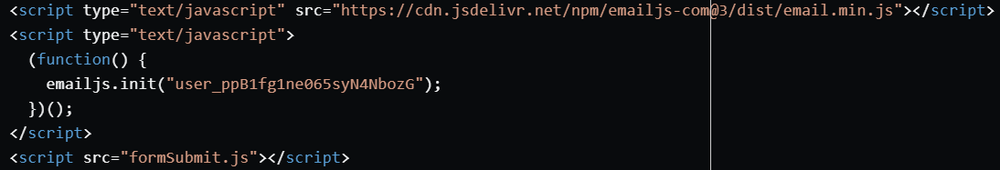 <script type="text/javascript" src="https://cdn.jsdelivr.net/npm/emailjs-com@3/dist/email.min.js"></script>
<script type="text/javascript">
(function() {
emailjs.init("user_ppB1fg1ne065syN4NbozG");
})();
</script>
<script src="formSubmit.js"></script>